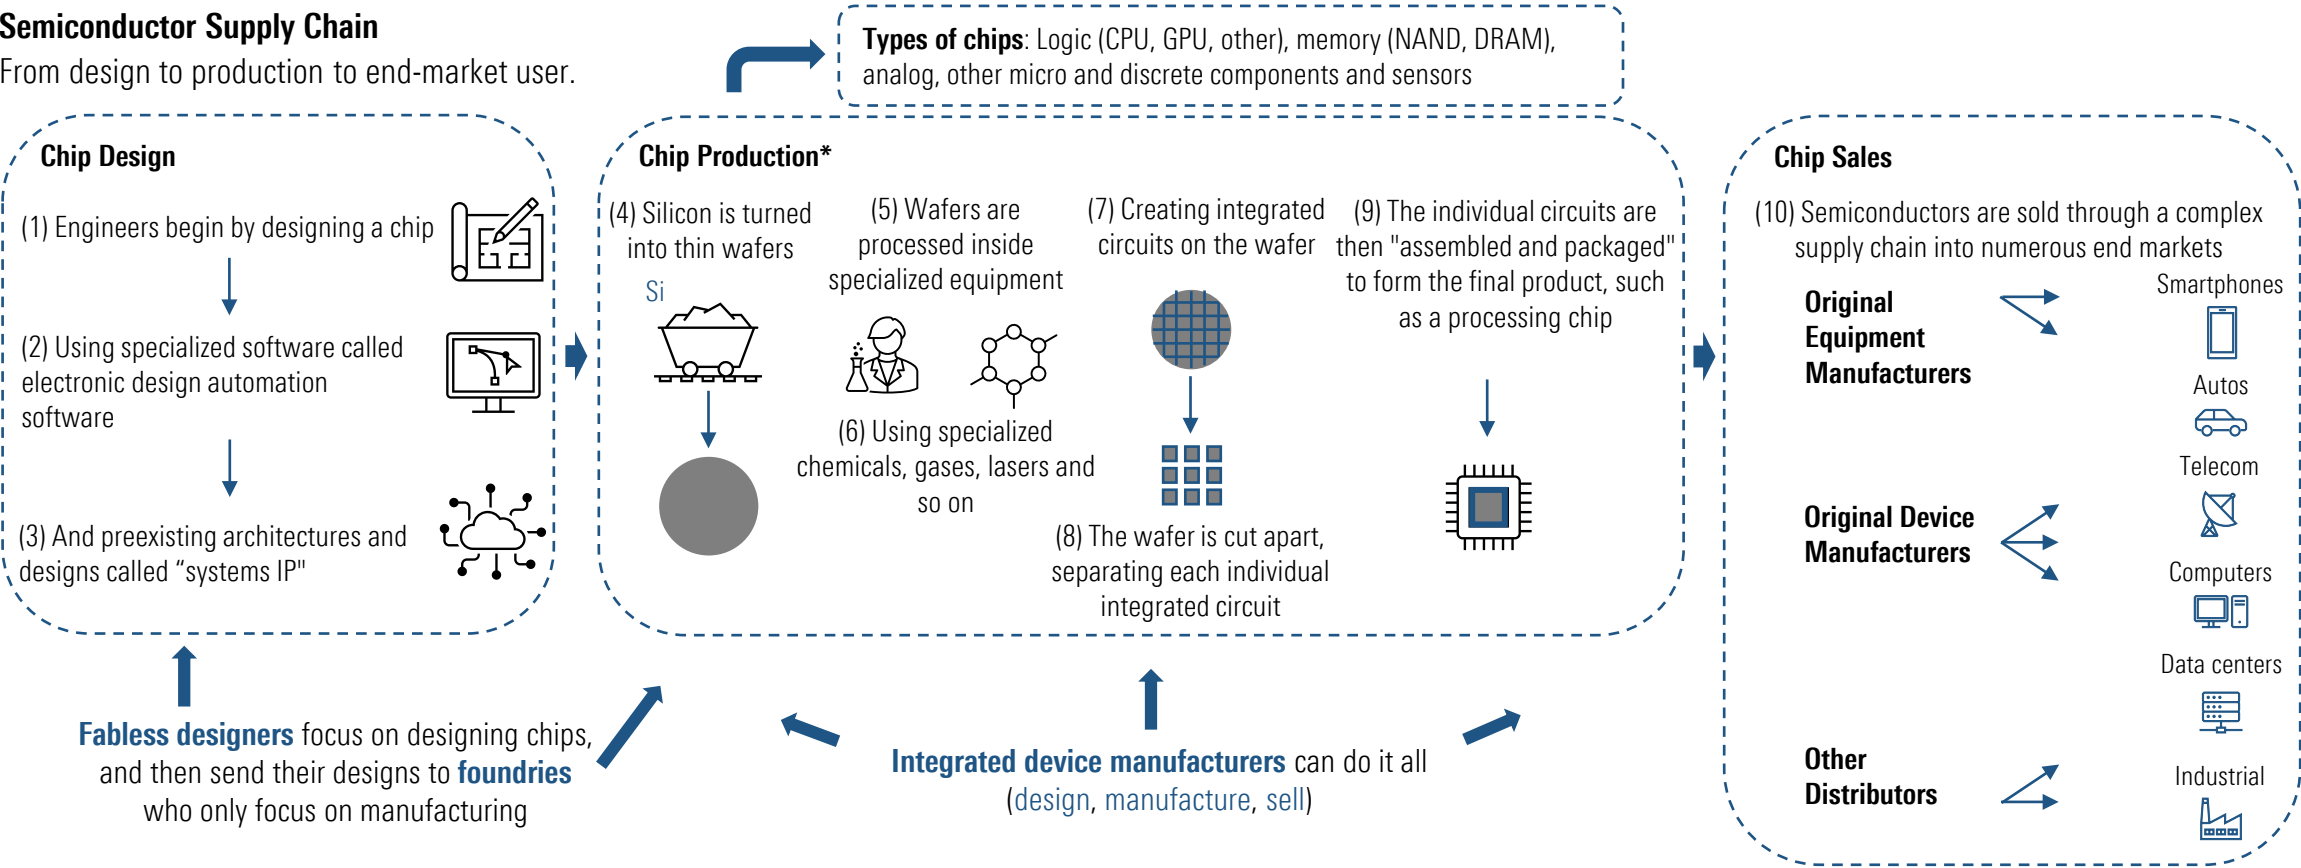 Semiconductor Supply Chain
From design to production to end-market user.
Types of chips: Logic (CPU, GPU, other), memory (NAND, DRAM),
analog, other micro and discrete components and sensors
Chip Design
(1) Engineers begin by designing a chip
(2) Using specialized software called
electronic design automation
software
(3) And preexisting architectures and
designs called “systems IP"
Chip Production*
(4) Silicon is turned
into thin wafers
Si
(5) Wafers are
processed inside
specialized equipment
(6) Using specialized
chemicals, gases, lasers and
so on
(7) Creating integrated
circuits on the wafer
(8) The wafer is cut apart,
separating each individual
integrated circuit
(9) The individual circuits are
then "assembled and packaged"
to form the final product, such
as a processing chip
Chip Sales
(10) Semiconductors are sold through a complex
supply chain into numerous end markets
Original
Equipment
Manufacturers
Original Device
Manufacturers
Other
Distributors
Smartphones
Autos
Telecom
Computers
Data centers
Industrial
Fabless designers focus on designing chips,
and then send their designs to foundries
who only focus on manufacturing
Integrated device manufacturers can do it all
(design, manufacture, sell)